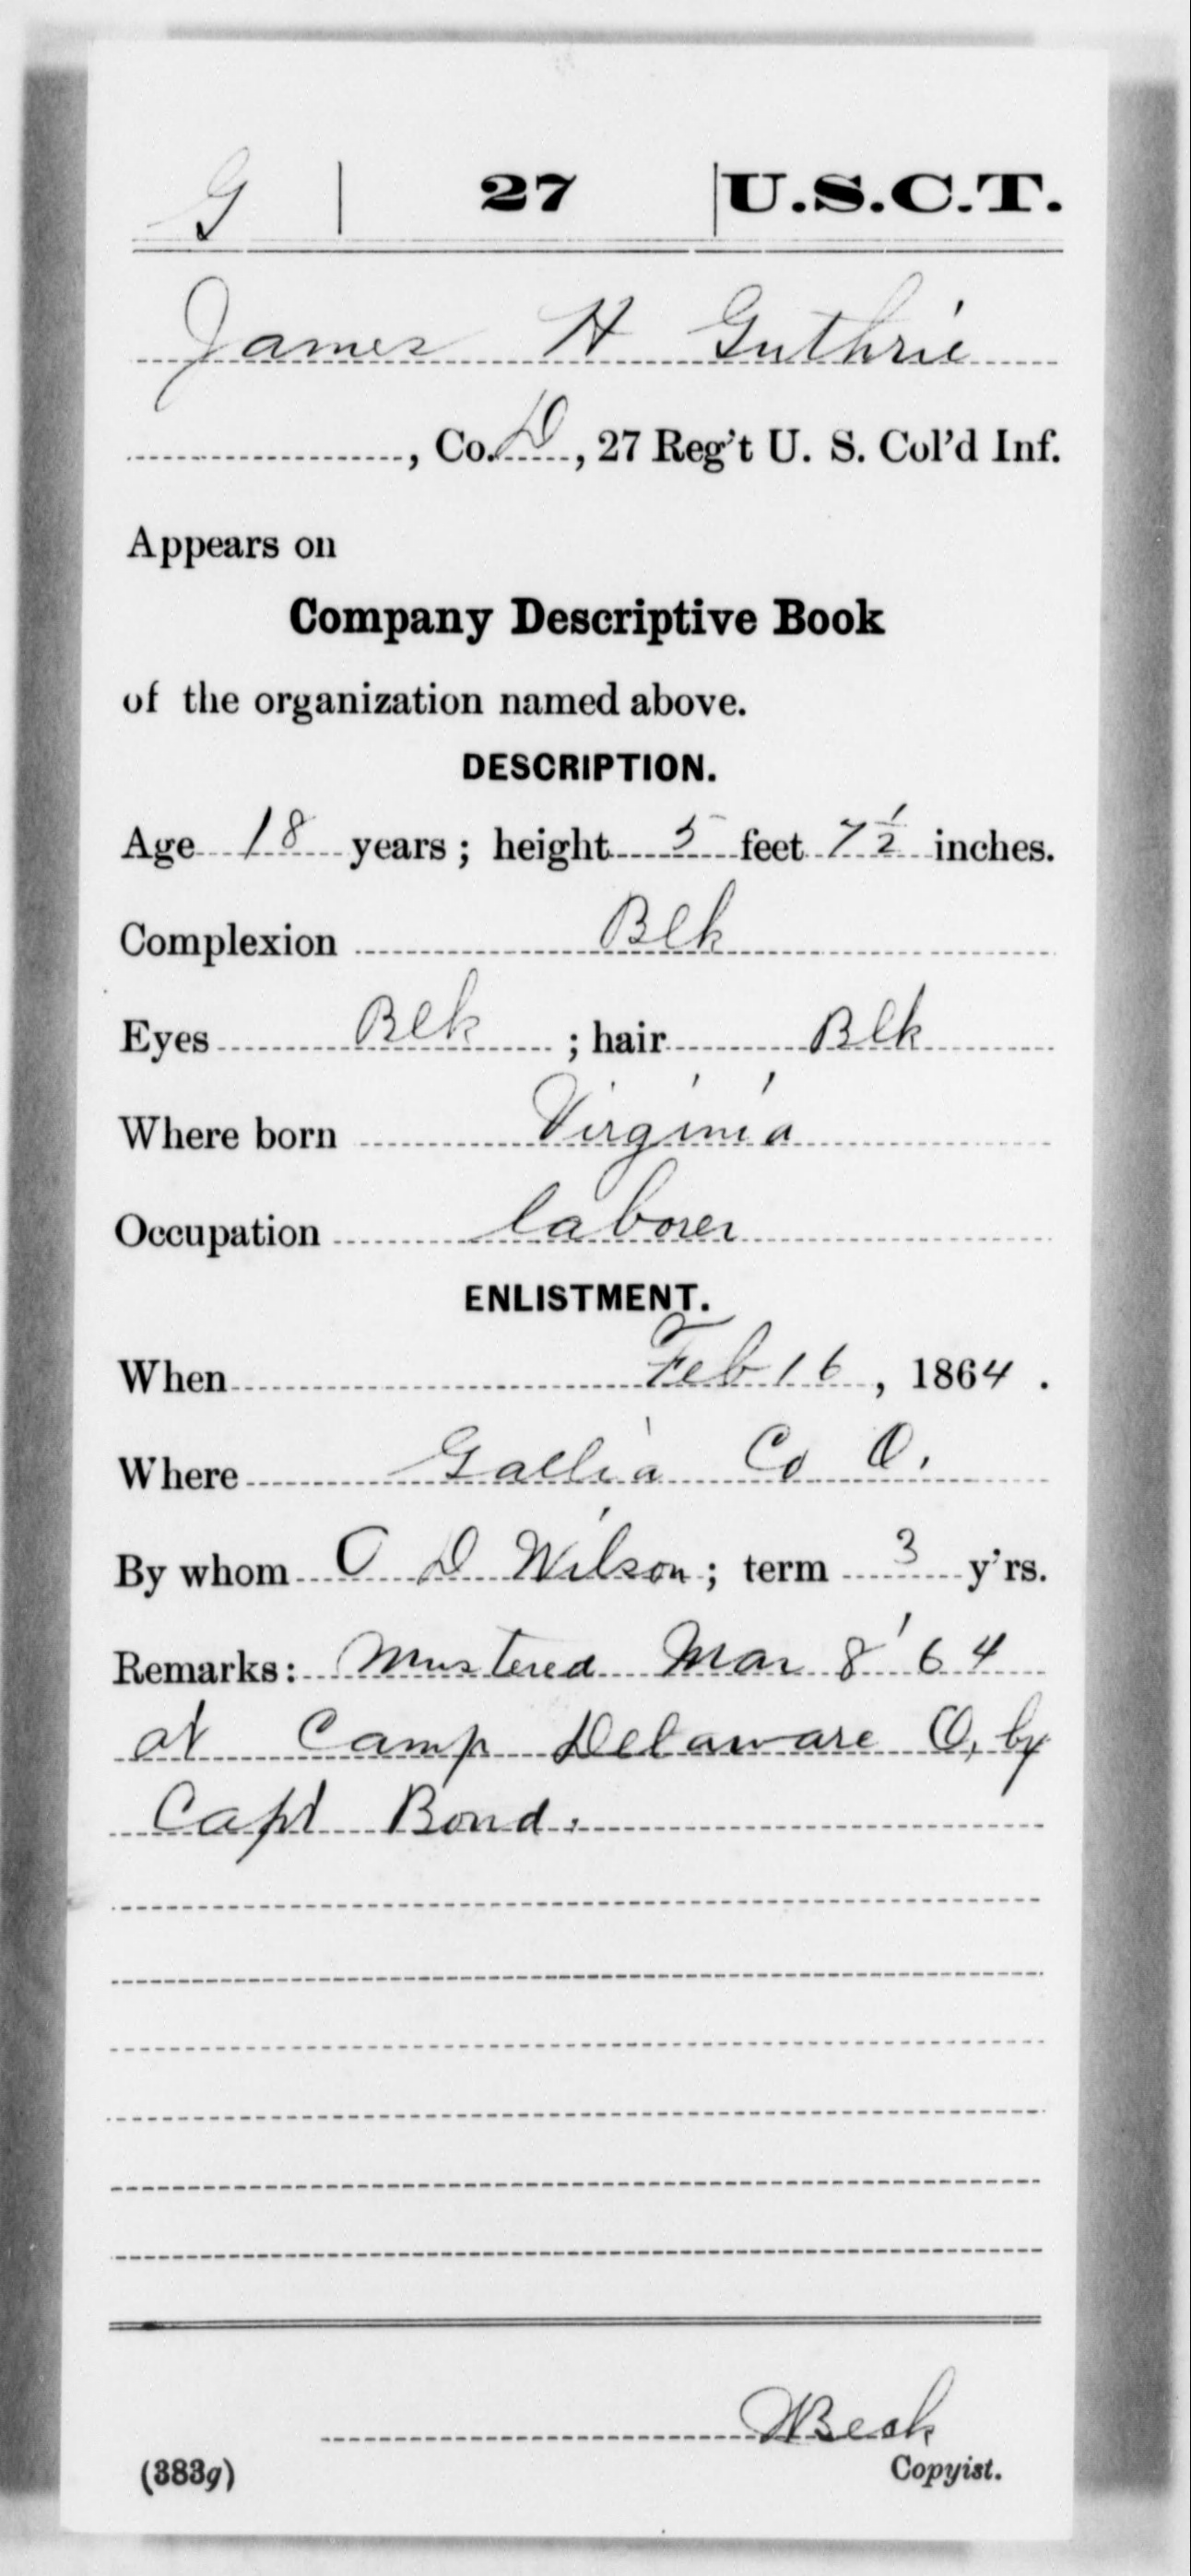 G | 27 | U.S.C.T.
James H Guthrie
, Co. D, 27 Reg't U. S. Col'd Inf.
Appears on
Company Descriptive Book
of the organization named above.
DESCRIPTION.
Age 18 years; height 5 feet 7 1/2 inches.
Complexion Blk
Eyes Blk; hair Blk
Where born Virginia
Occupation laborer
ENLISTMENT.
When Feb 16, 1864.
Where Gallia Co O.
By whom O D Wilson; term 3 y'rs.
Remarks: Mustered Mar 8 '64
at Camp Delaware O, by
Capt Bond.
Beck
(383g) Copyist.